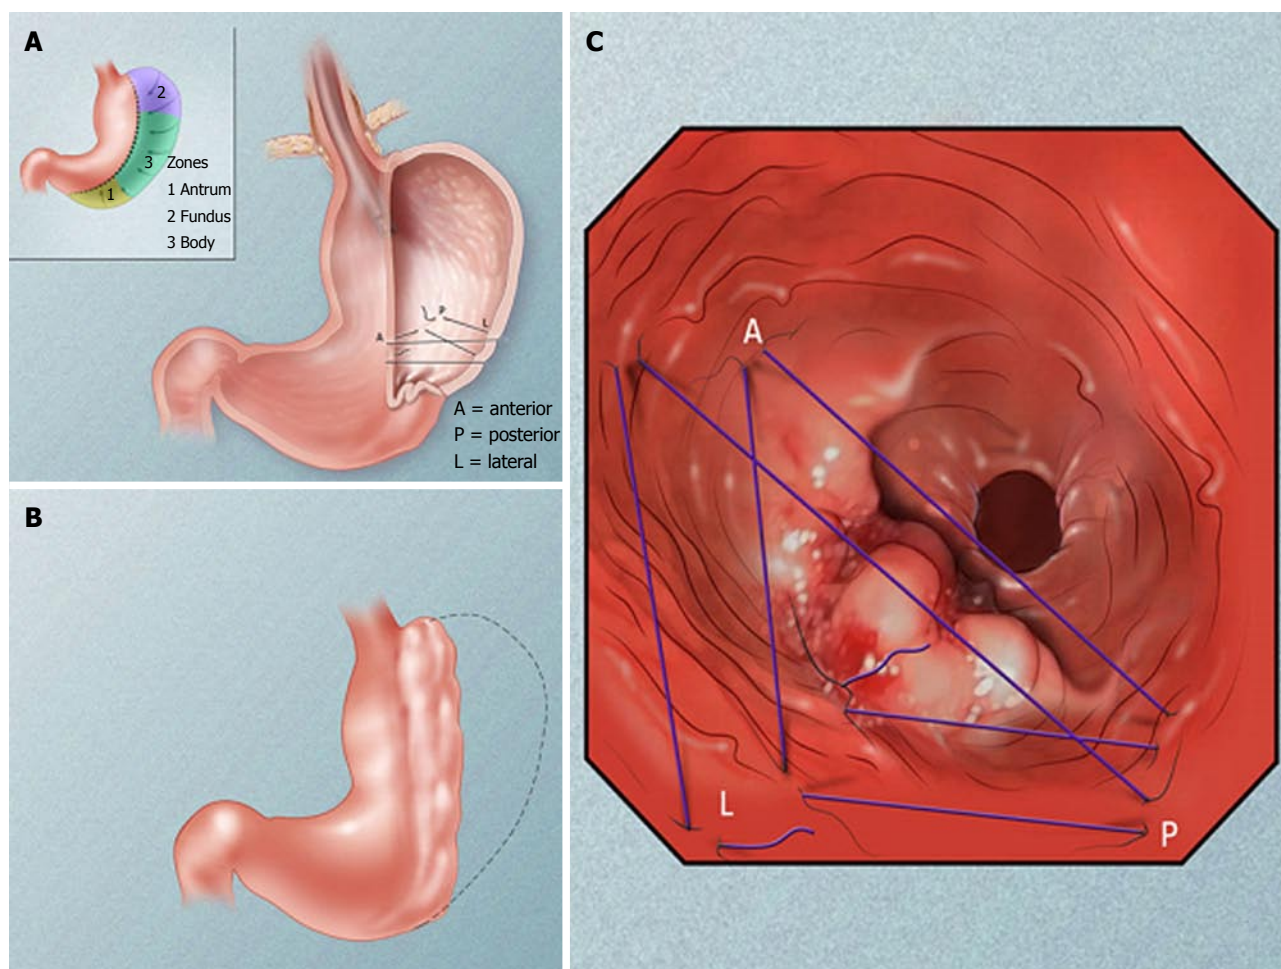 A
2
3 Zones
1
1 Antrum
2 Fundus
3 Body
P
L
A
A = anterior
P = posterior
L = lateral
B
C
A
L
P